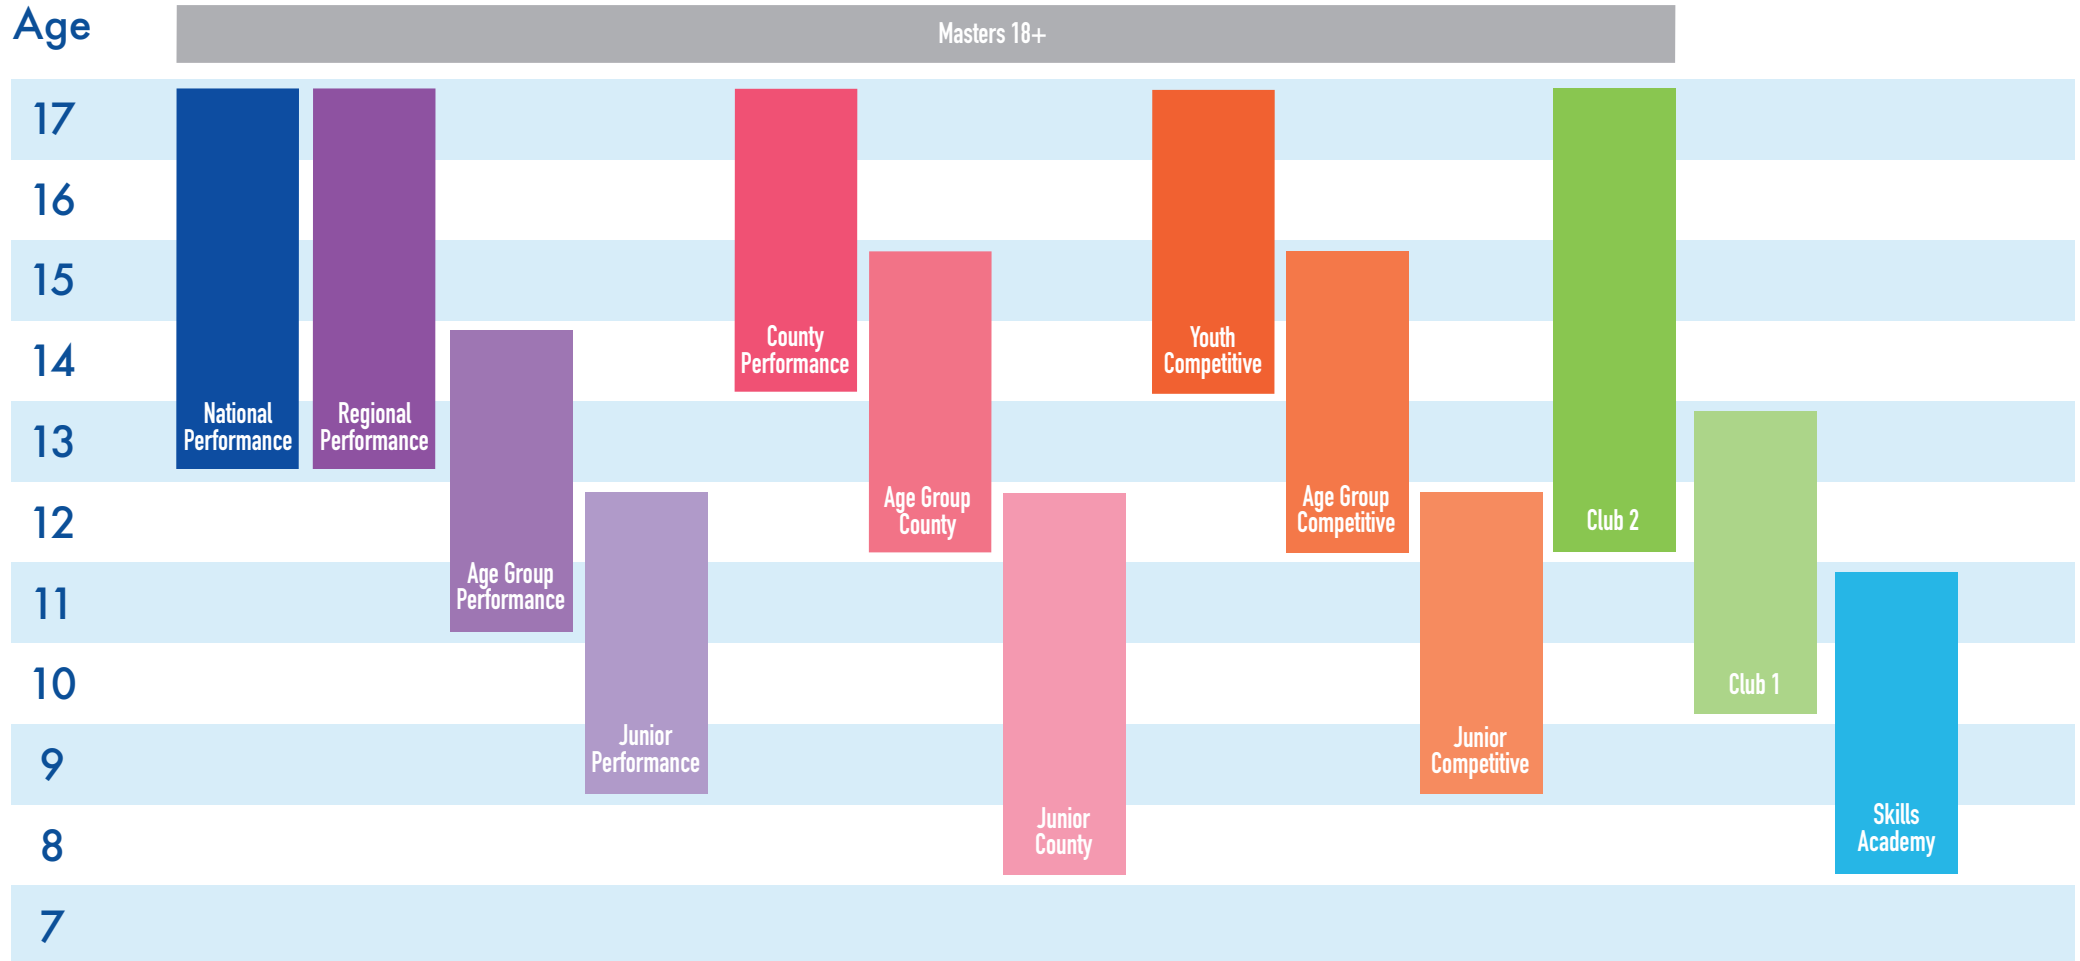 Age
Masters 18+
17
16
15
14
13
12
11
10
9
8
7
National
Performance
Regional
Performance
Age Group
Performance
Junior
Performance
County
Performance
Age Group
County
Junior
County
Youth
Competitive
Age Group
Competitive
Junior
Competitive
Club 2
Club 1
Skills
Academy